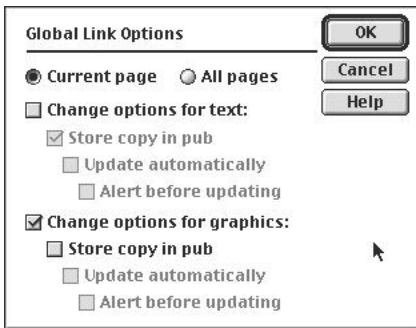 Global Link Options
OK
Current page All pages
Cancel
Change options for text:
Help
Store copy in pub
Update automatically
Alert before updating
Change options for graphics:
Store copy in pub
Update automatically
Alert before updating